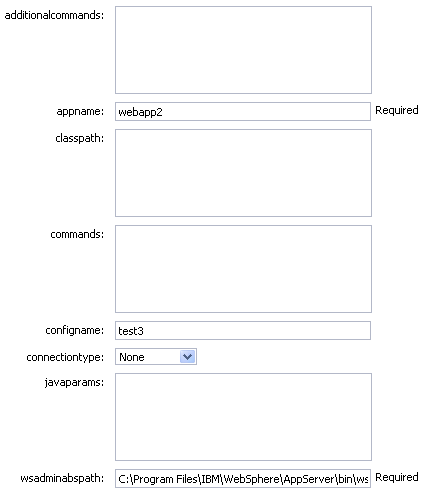 additionalcommands:
appname: webapp2 Required
classpath:
commands:
configname: test3
connectiontype: None
javaparams:
wsadminabspath: C:\Program Files\IBM\WebSphere\AppServer\bin\ws Required